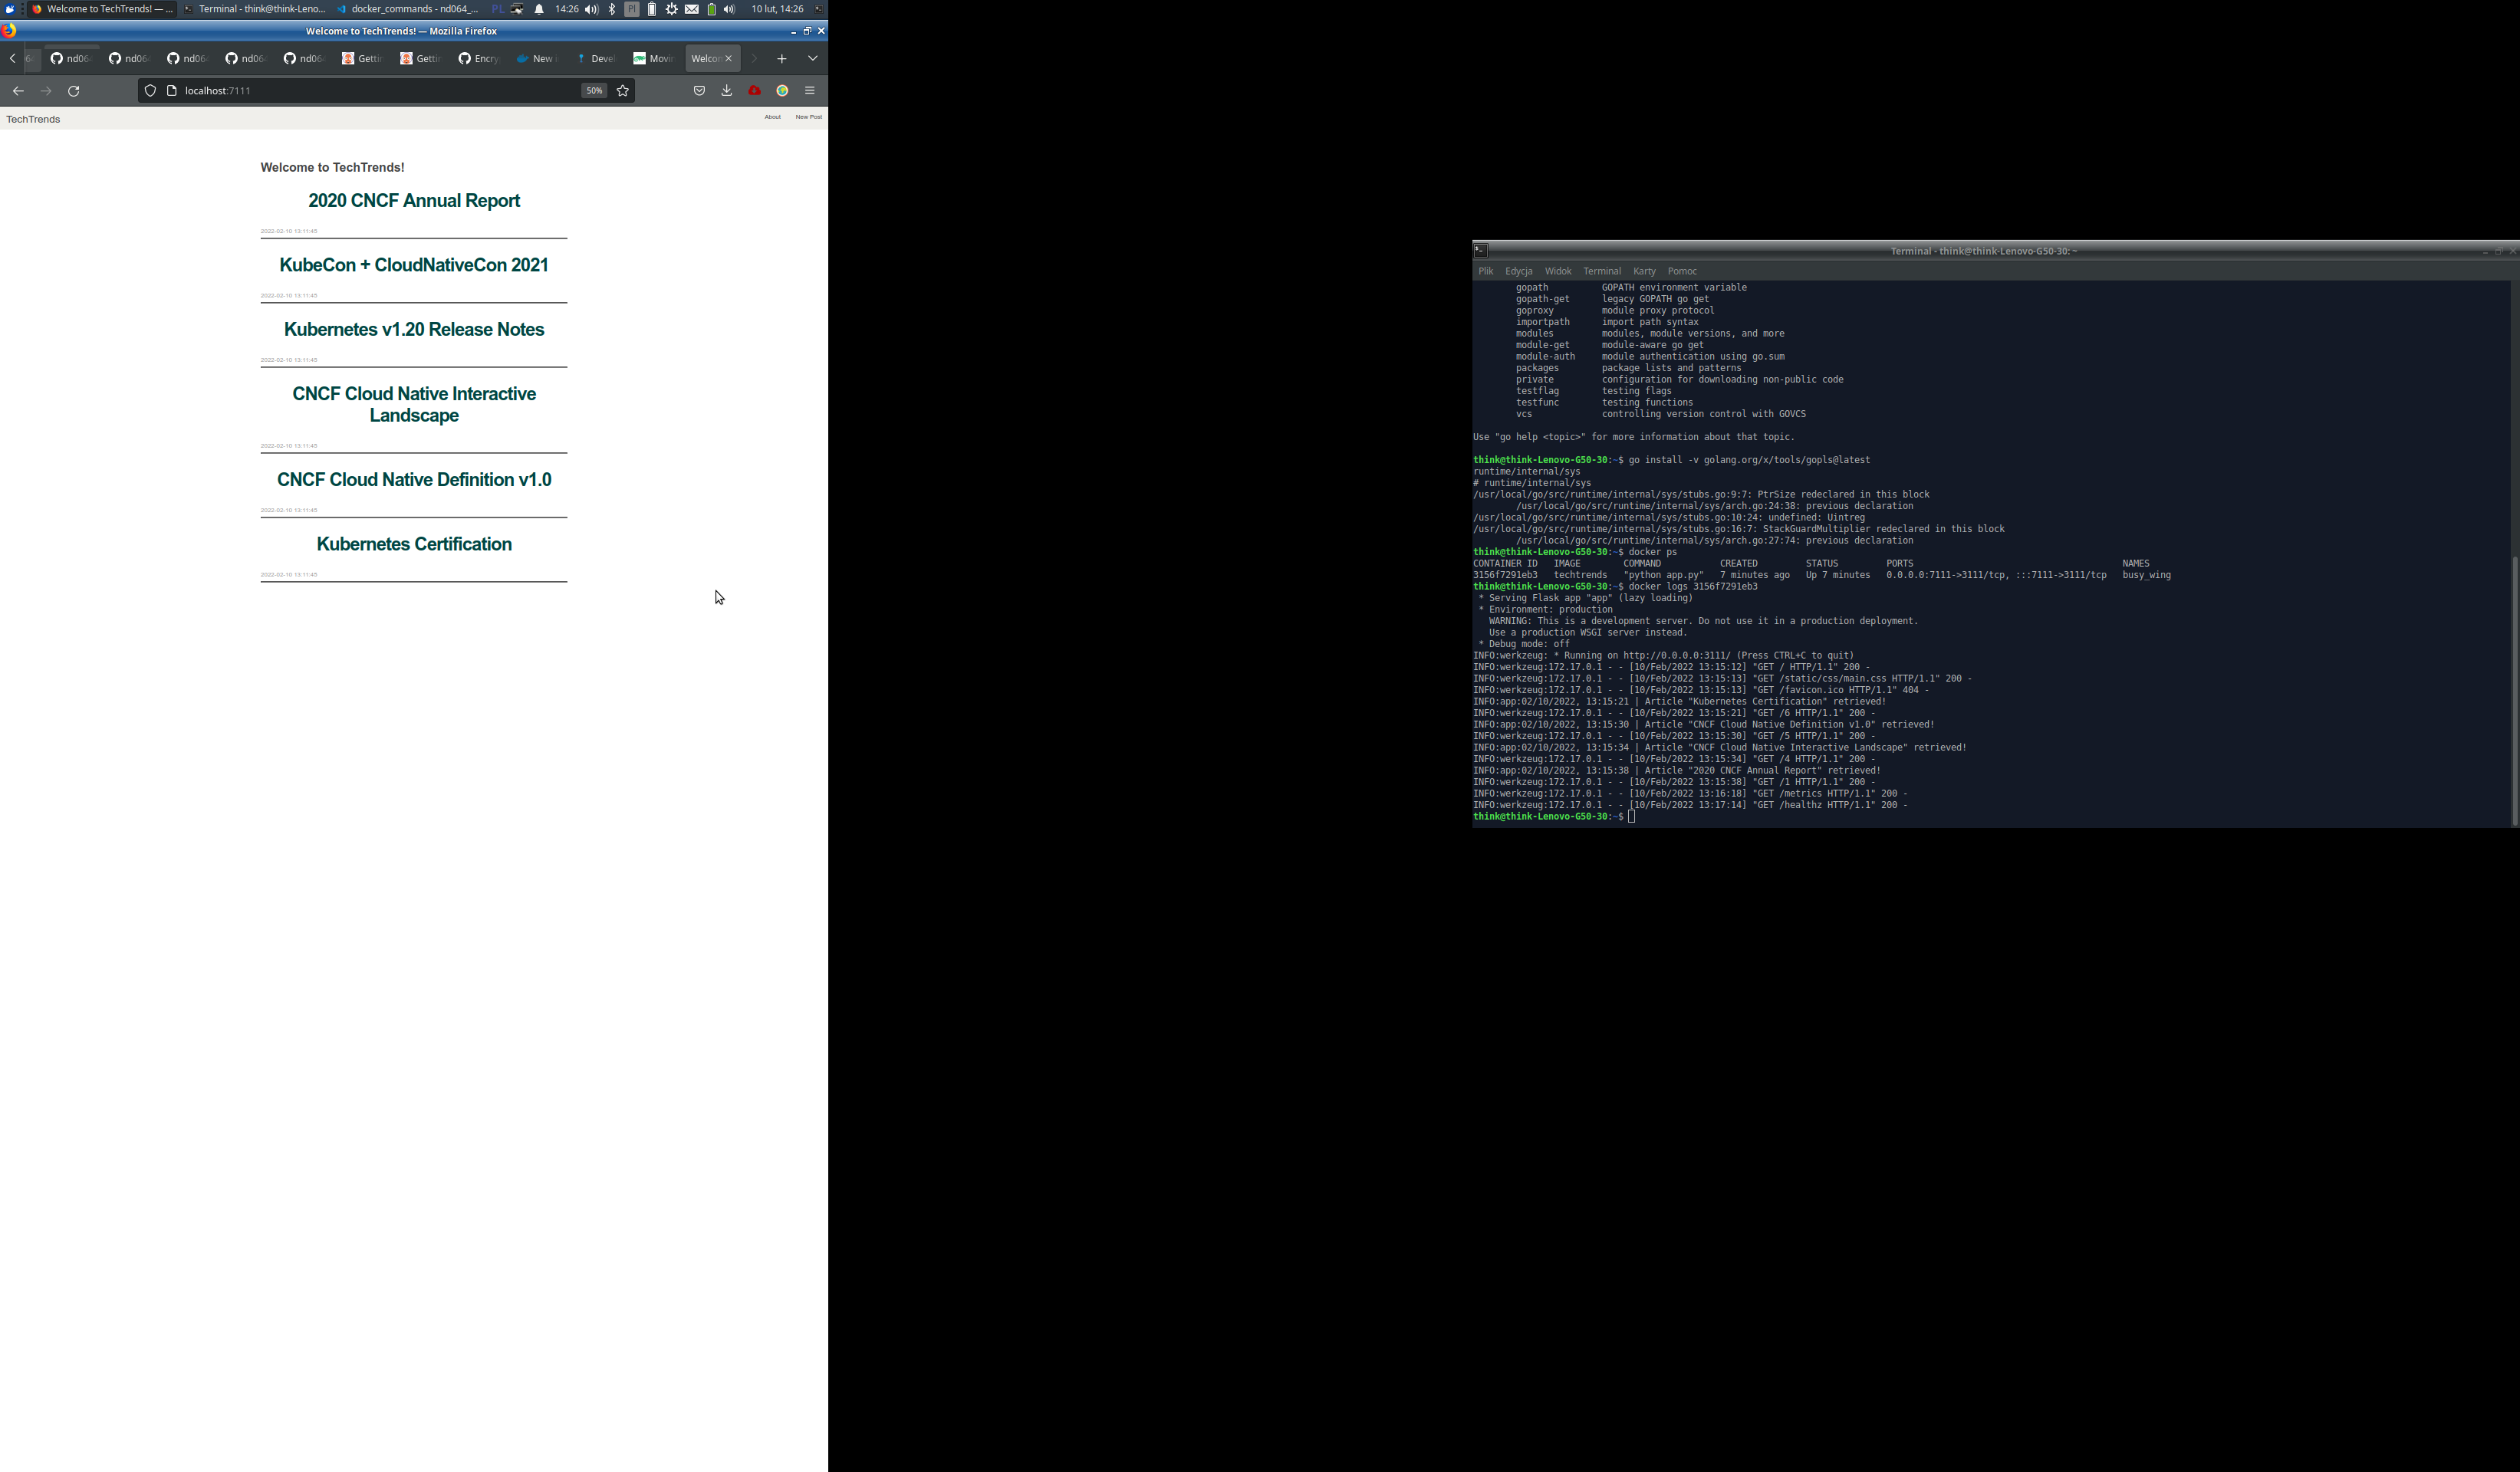 Welcome to TechTrends! — ...
Terminal - think@think-Leno...
docker_commands - nd064_...
PL
14:26
Pl
10 lut, 14:26
Welcome to TechTrends! — Mozilla Firefox
nd06
nd06
nd06
nd06
nd06
Gettin
Gettin
Encry
New
Devel
Movin
Welcom
localhost:7111
50%
TechTrends
About
New Post
Welcome to TechTrends!
2020 CNCF Annual Report
2022-02-10 13:11:45
KubeCon + CloudNativeCon 2021
2022-02-10 13:11:45
Kubernetes v1.20 Release Notes
2022-02-10 13:11:45
CNCF Cloud Native Interactive
Landscape
2022-02-10 13:11:45
CNCF Cloud Native Definition v1.0
2022-02-10 13:11:45
Kubernetes Certification
2022-02-10 13:11:45
Terminal - think@think-Lenovo-G50-30: ~
Plik Edycja Widok Terminal Karty Pomoc
gopath GOPATH environment variable
gopath-get legacy GOPATH go get
goproxy module proxy protocol
importpath import path syntax
modules modules, module versions, and more
module-get module-aware go get
module-auth module authentication using go.sum
packages package lists and patterns
private configuration for downloading non-public code
testflag testing flags
testfunc testing functions
vcs controlling version control with GOVCS
Use "go help <topic>" for more information about that topic.
think@think-Lenovo-G50-30:~$ go install -v golang.org/x/tools/gopls@latest
runtime/internal/sys
# runtime/internal/sys
/usr/local/go/src/runtime/internal/sys/stubs.go:9:7: PtrSize redeclared in this block
/usr/local/go/src/runtime/internal/sys/arch.go:24:38: previous declaration
/usr/local/go/src/runtime/internal/sys/stubs.go:10:24: undefined: Uintreg
/usr/local/go/src/runtime/internal/sys/stubs.go:16:7: StackGuardMultiplier redeclared in this block
/usr/local/go/src/runtime/internal/sys/arch.go:27:74: previous declaration
think@think-Lenovo-G50-30:~$ docker ps
CONTAINER ID IMAGE COMMAND CREATED STATUS PORTS NAMES
3156f7291eb3 techtrends "python app.py" 7 minutes ago Up 7 minutes 0.0.0.0:7111->3111/tcp, :::7111->3111/tcp busy_wing
think@think-Lenovo-G50-30:~$ docker logs 3156f7291eb3
* Serving Flask app "app" (lazy loading)
* Environment: production
WARNING: This is a development server. Do not use it in a production deployment.
Use a production WSGI server instead.
* Debug mode: off
INFO:werkzeug: * Running on http://0.0.0.0:3111/ (Press CTRL+C to quit)
INFO:werkzeug:172.17.0.1 - - [10/Feb/2022 13:15:12] "GET / HTTP/1.1" 200 -
INFO:werkzeug:172.17.0.1 - - [10/Feb/2022 13:15:13] "GET /static/css/main.css HTTP/1.1" 200 -
INFO:werkzeug:172.17.0.1 - - [10/Feb/2022 13:15:13] "GET /favicon.ico HTTP/1.1" 404 -
INFO:app:02/10/2022, 13:15:21 | Article "Kubernetes Certification" retrieved!
INFO:werkzeug:172.17.0.1 - - [10/Feb/2022 13:15:21] "GET /6 HTTP/1.1" 200 -
INFO:app:02/10/2022, 13:15:30 | Article "CNCF Cloud Native Definition v1.0" retrieved!
INFO:werkzeug:172.17.0.1 - - [10/Feb/2022 13:15:30] "GET /5 HTTP/1.1" 200 -
INFO:app:02/10/2022, 13:15:34 | Article "CNCF Cloud Native Interactive Landscape" retrieved!
INFO:werkzeug:172.17.0.1 - - [10/Feb/2022 13:15:34] "GET /4 HTTP/1.1" 200 -
INFO:app:02/10/2022, 13:15:38 | Article "2020 CNCF Annual Report" retrieved!
INFO:werkzeug:172.17.0.1 - - [10/Feb/2022 13:15:38] "GET /1 HTTP/1.1" 200 -
INFO:werkzeug:172.17.0.1 - - [10/Feb/2022 13:16:18] "GET /metrics HTTP/1.1" 200 -
INFO:werkzeug:172.17.0.1 - - [10/Feb/2022 13:17:14] "GET /healthz HTTP/1.1" 200 -
think@think-Lenovo-G50-30:~$